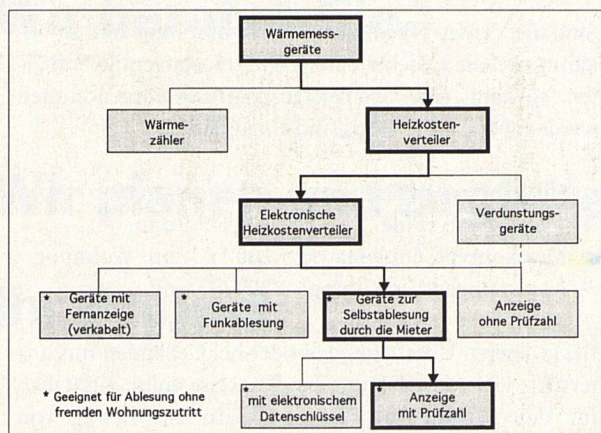 Wärmemess-
geräte
Wärme-
zähler
Heizkosten-
verteiler
Elektronische
Heizkostenverteiler
Verdunstungs-
geräte
* Geräte mit
Fernanzeige
(verkabelt)
* Geräte mit
Funkablesung
* Geräte zur
Selbstablesung
durch die Mieter
Anzeige
ohne Prüfzahl
* Geeignet für Ablesung ohne
fremden Wohnungszutritt
* mit elektronischem
Datenschlüssel
* Anzeige
mit Prüfzahl